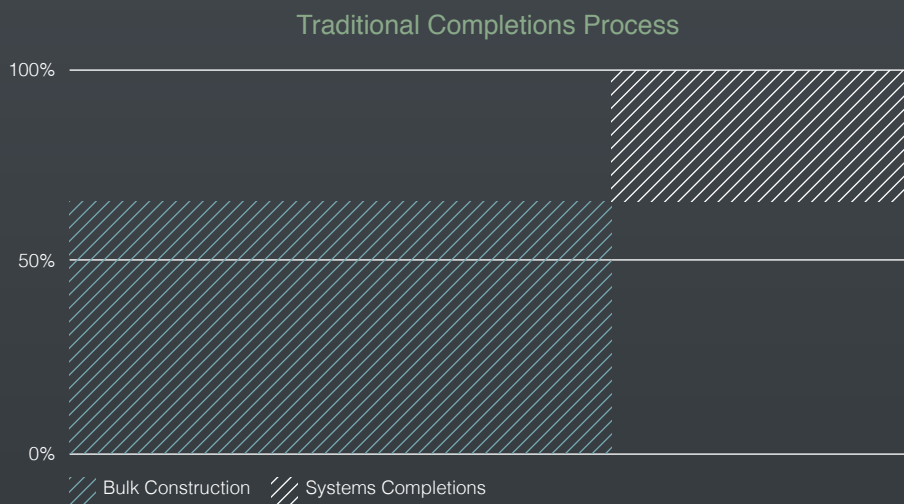 Traditional Completions Process
100%
50%
0%
Bulk Construction
Systems Completions